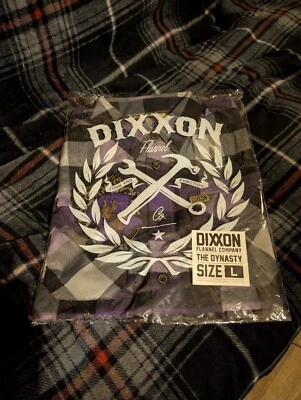 DIXXON
Flannel
Co.
DIXXON
FLANNEL COMPANY
THE DYNASTY
SIZE L